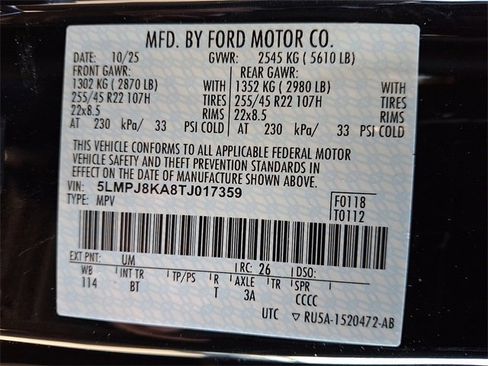 MFD. BY FORD MOTOR CO.
DATE: 10/25 GVWR: 2545 KG ( 5610 LB)
FRONT GAWR: REAR GAWR:
1302 KG ( 2870 LB) WITH 1352 KG ( 2980 LB) WITH
255/45 R22 107H TIRES 255/45 R22 107H TIRES
22x8.5 RIMS 22x8.5 RIMS
AT 230 kPa/ 33 PSI COLD AT 230 kPa/ 33 PSI COLD
THIS VEHICLE CONFORMS TO ALL APPLICABLE FEDERAL MOTOR
VEHICLE SAFETY AND THEFT PREVENTION STANDARDS IN
EFFECT ON THE DATE OF MANUFACTURE SHOWN ABOVE.
VIN: 5LMPJ8KA8TJ017359 F0118
TYPE: MPV T0112
EXT PNT: UM RC: 26 DSO:
WB INT TR TP/PS R AXLE TR SPR
114 BT T 3A CCCC
UTC RU5A-1520472-AB